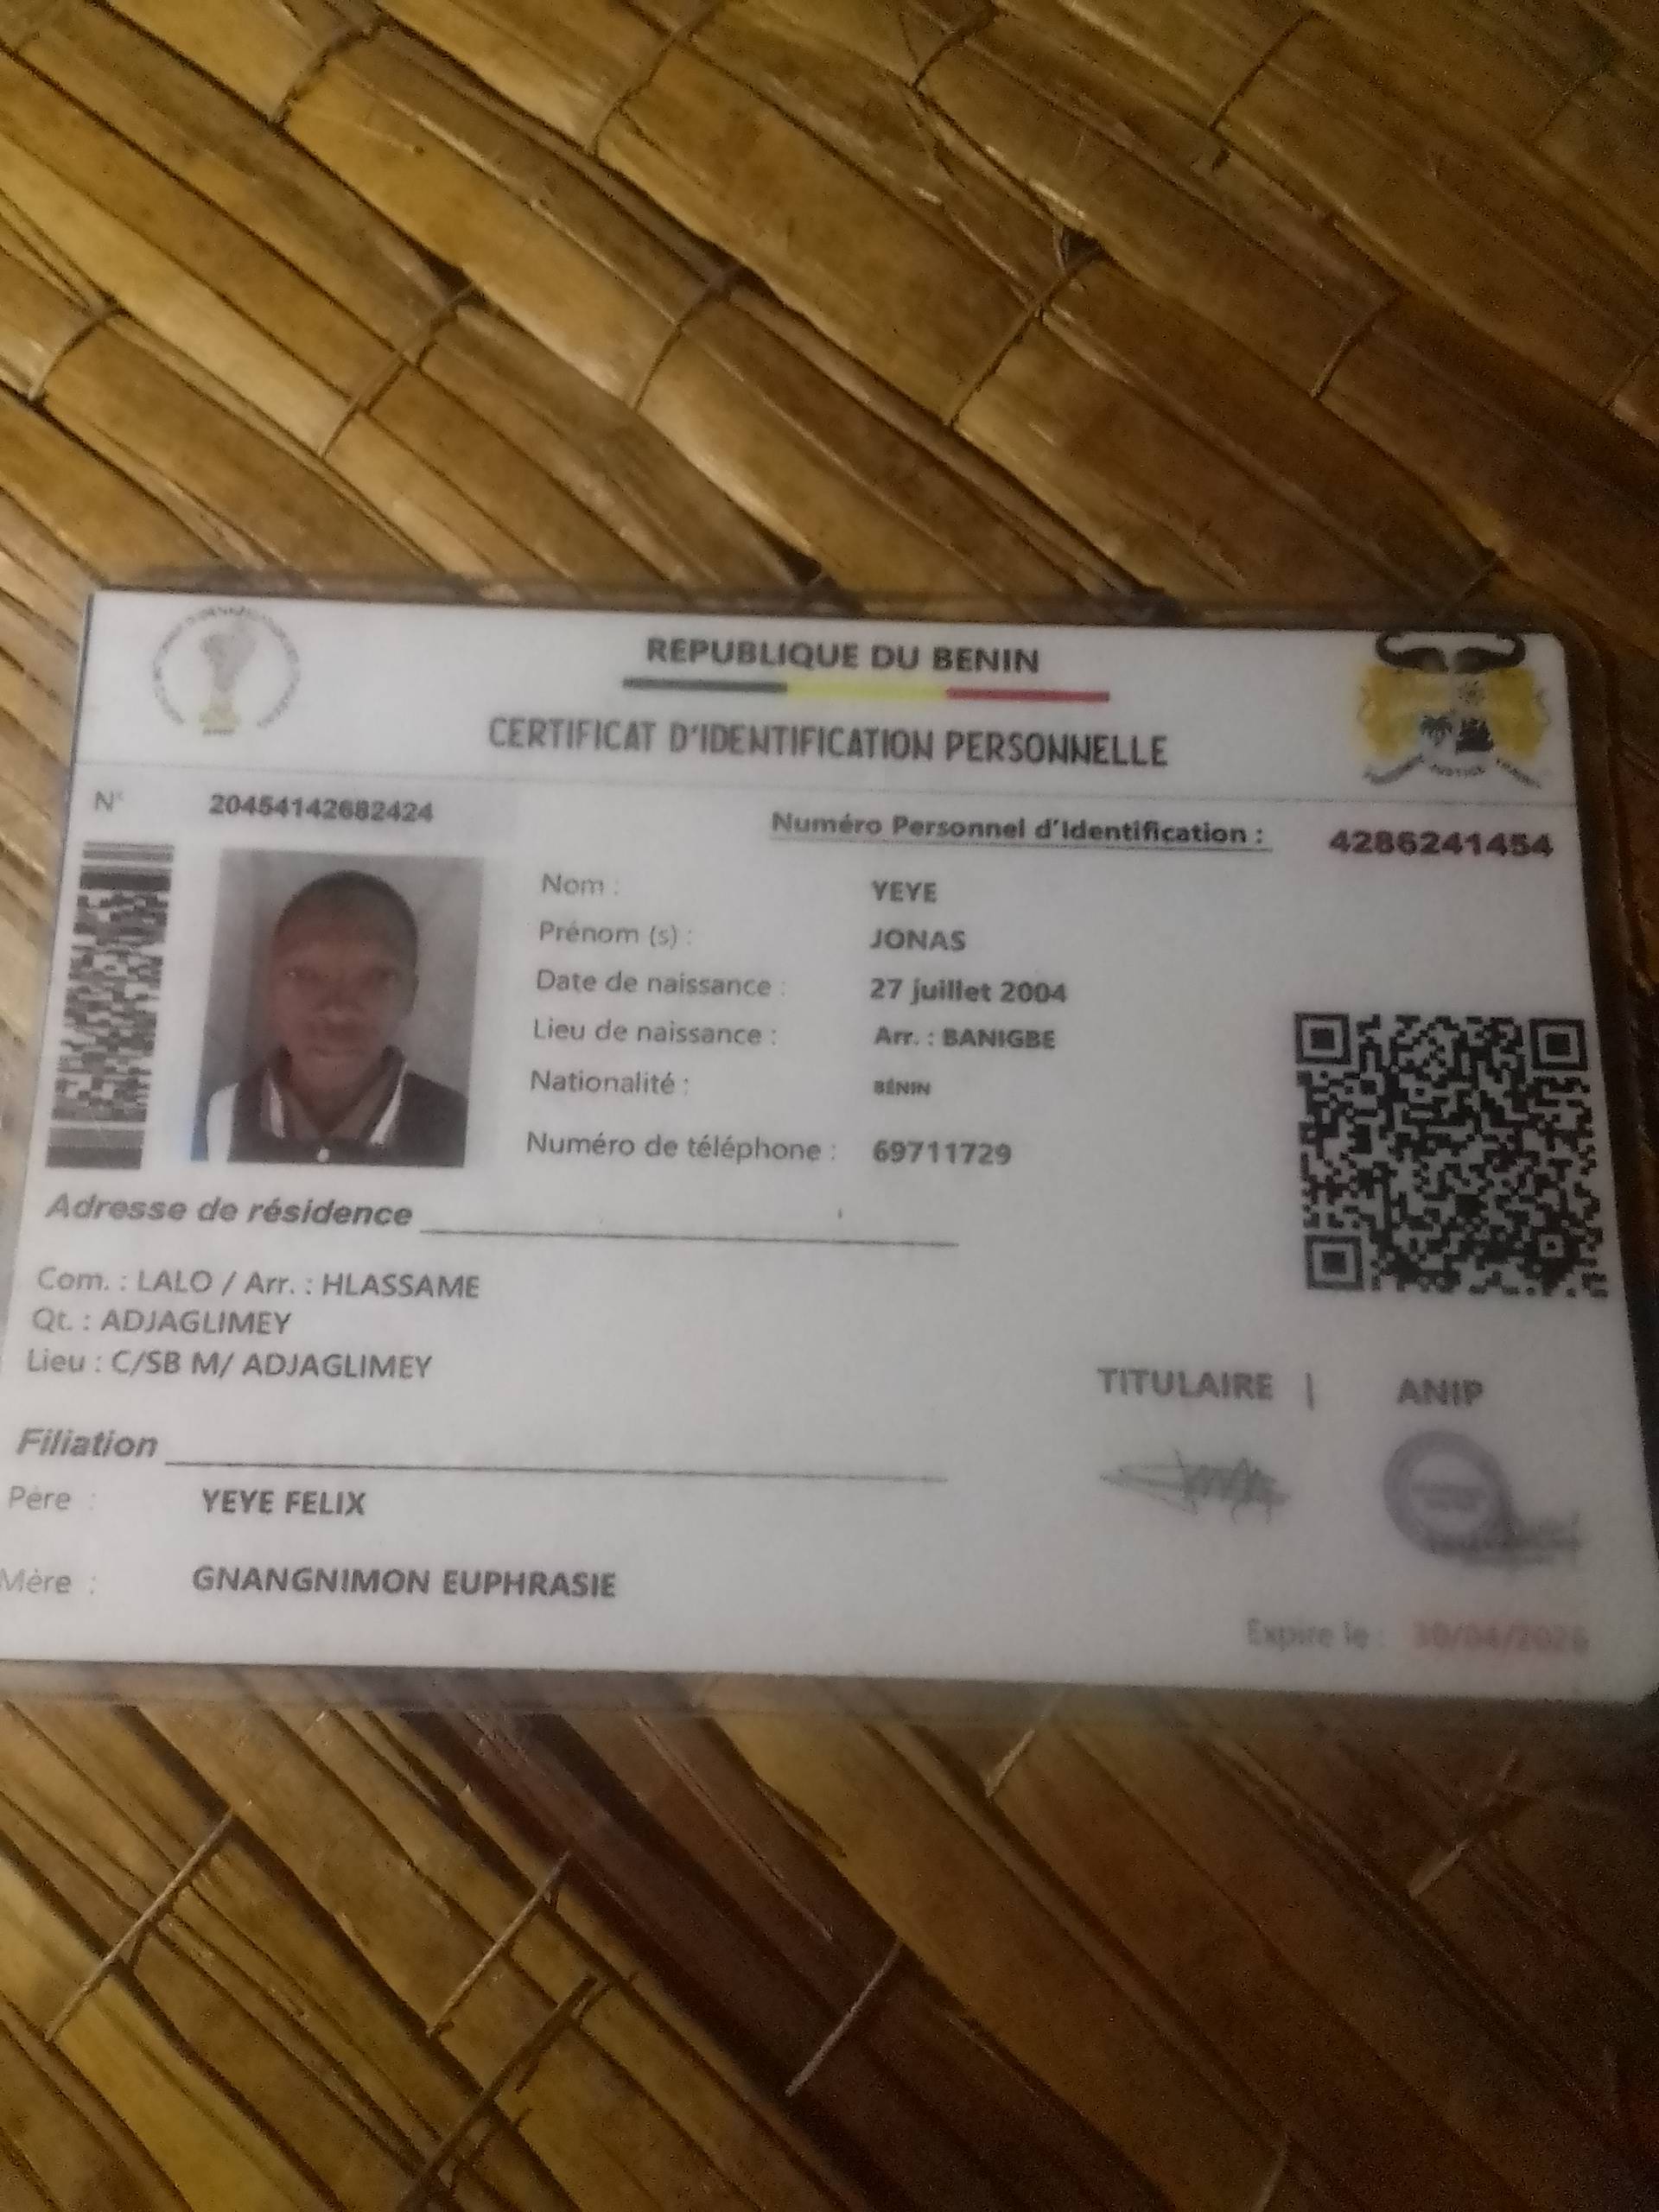 REPUBLIQUE DU BENIN
CERTIFICAT D'IDENTIFICATION PERSONNELLE
N° 20454142682424
Numéro Personnel d'Identification : 4286241454
Nom : YEYE
Prénom (s) : JONAS
Date de naissance : 27 juillet 2004
Lieu de naissance : Arr. : BANIGBE
Nationalité : BÉNIN
Numéro de téléphone : 69711729
Adresse de résidence
Com. : LALO / Arr. : HLASSAME
Qt. : ADJAGLIMEY
Lieu : C/SB M/ ADJAGLIMEY
TITULAIRE | ANIP
Filiation
Père : YEYE FELIX
Mère : GNANGNIMON EUPHRASIE
Expire le :